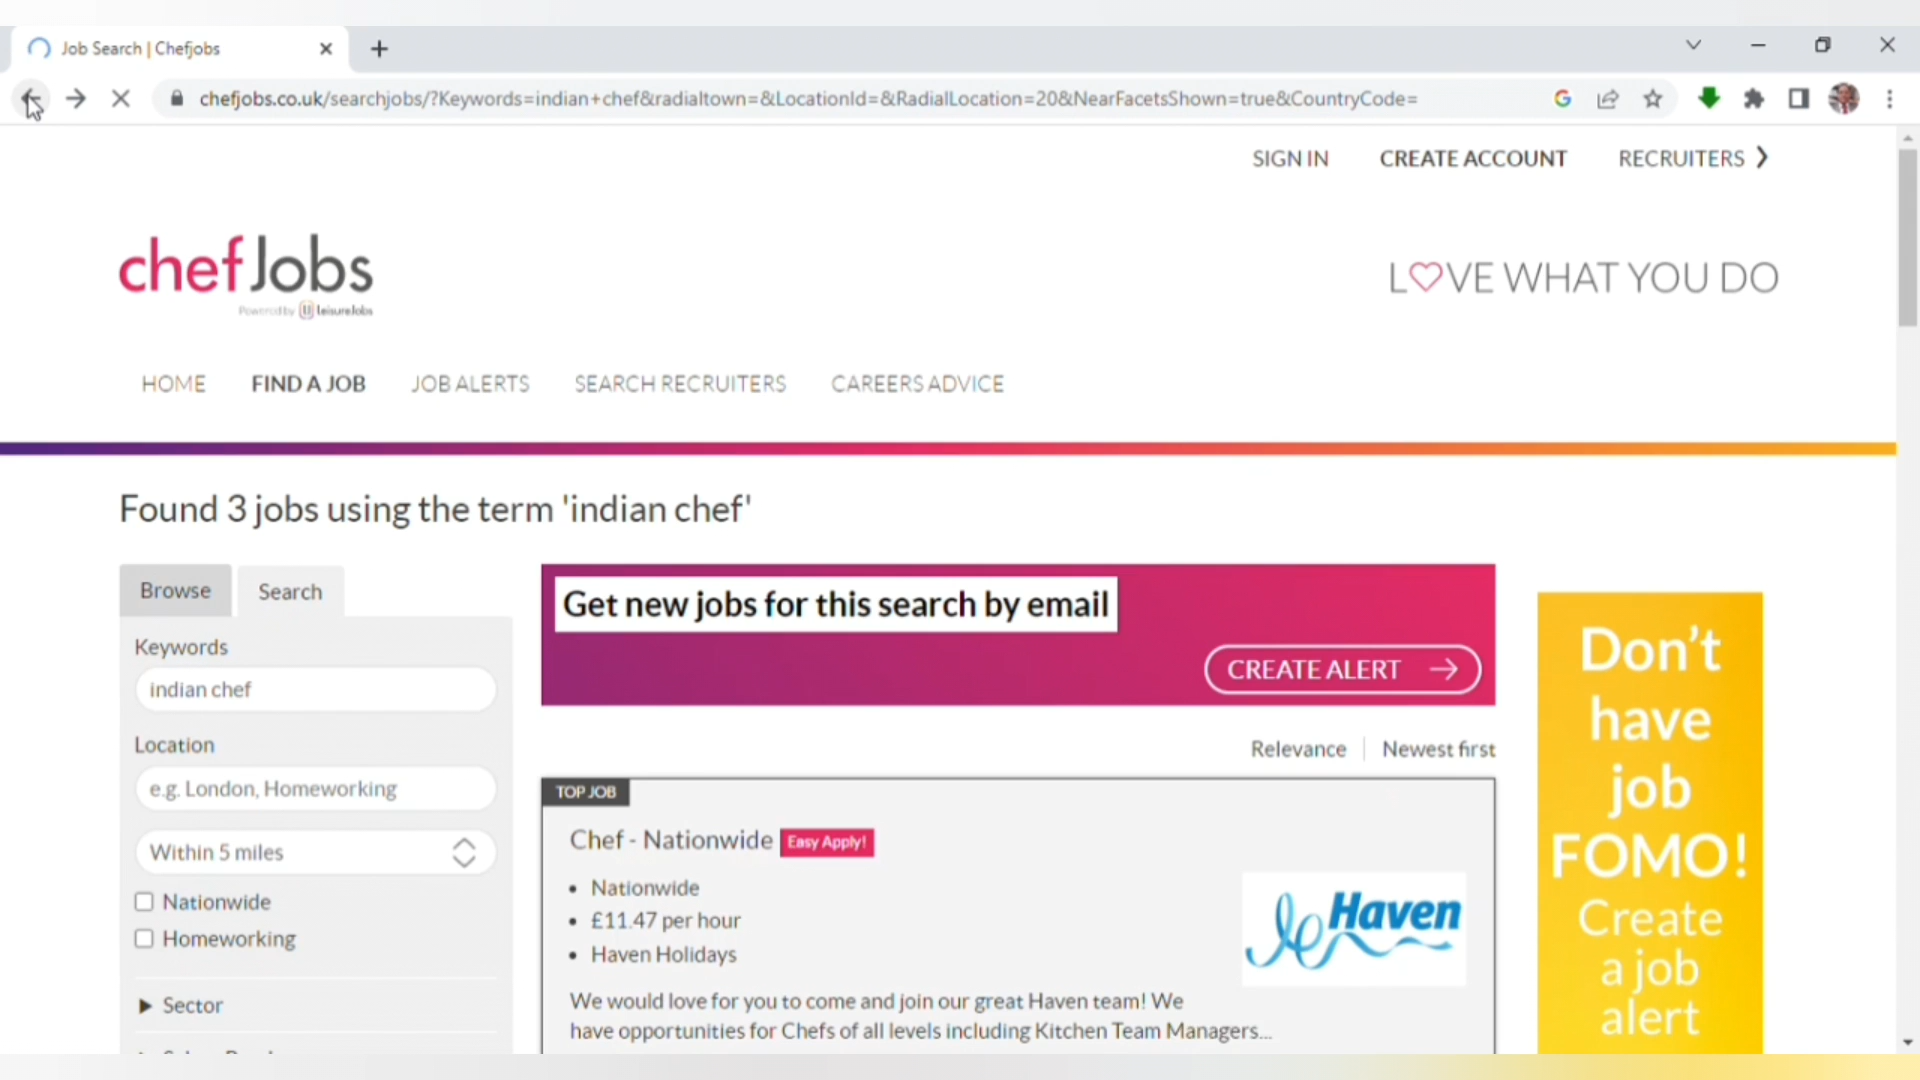 Job Search | Chefjobs
chefjobs.co.uk/searchjobs/?Keywords=indian+chef&radialtown=&LocationId=&RadialLocation=20&NearFacetsShown=true&CountryCode=
SIGN IN CREATE ACCOUNT RECRUITERS
chefJobs
Powered by LeisureJobs
LOVE WHAT YOU DO
HOME FIND A JOB JOB ALERTS SEARCH RECRUITERS CAREERS ADVICE
Found 3 jobs using the term 'indian chef'
Browse Search
Keywords
indian chef
Location
e.g. London, Homeworking
Within 5 miles
Nationwide
Homeworking
Sector
Get new jobs for this search by email
CREATE ALERT
Relevance Newest first
TOP JOB
Chef - Nationwide Easy Apply!
• Nationwide
• £11.47 per hour
• Haven Holidays
Haven
We would love for you to come and join our great Haven team! We
have opportunities for Chefs of all levels including Kitchen Team Managers...
Don't
have
job
FOMO!
Create
a job
alert